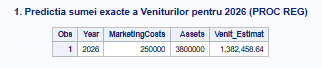 1. Predictia sumei exacte a Veniturilor pentru 2026 (PROC REG)
Obs Year MarketingCosts Assets Venit_Estimat
1 2026 250000 3800000 1,382,458.64